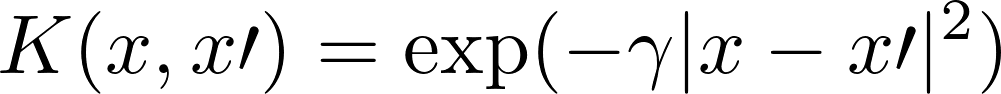 K(x, x′) = exp(−γ|x − x′|²)